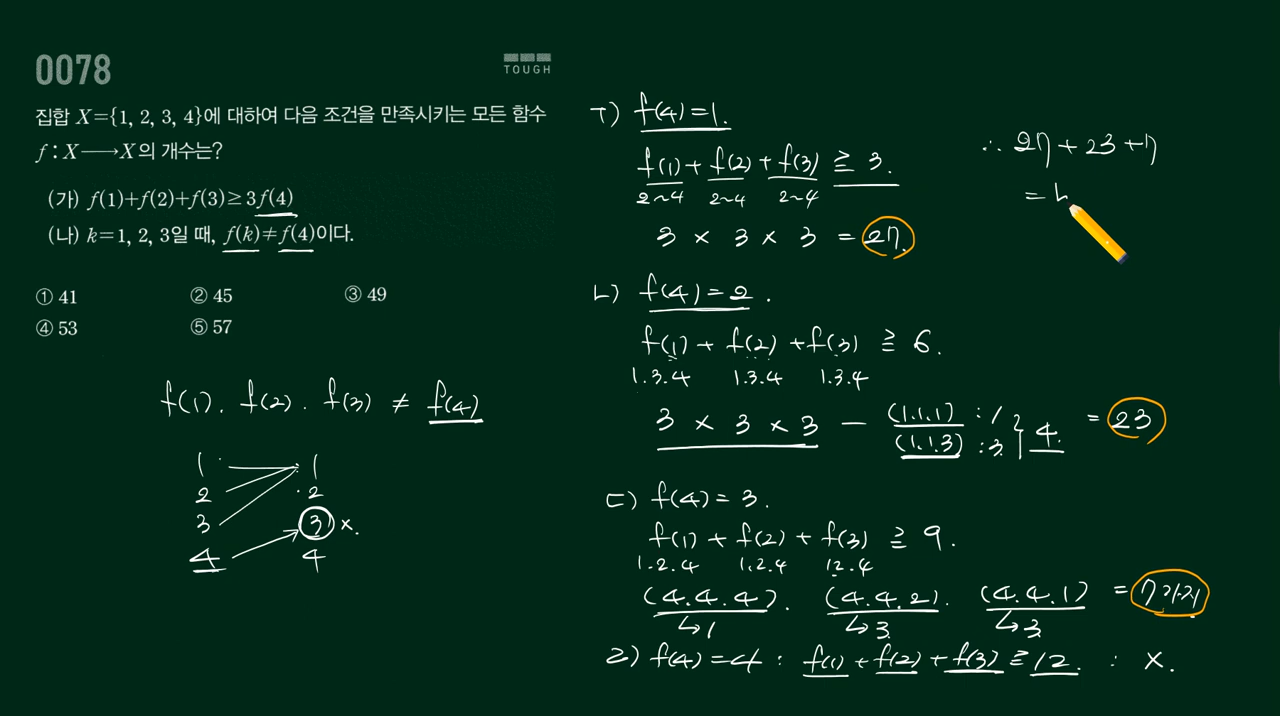 0078
TOUGH
집합 X={1, 2, 3, 4}에 대하여 다음 조건을 만족시키는 모든 함수
f : X⟶X의 개수는?
(가) f(1)+f(2)+f(3)≥3f(4)
(나) k=1, 2, 3일 때, f(k)≠f(4)이다.
① 41 ② 45 ③ 49
④ 53 ⑤ 57
f(1). f(2). f(3) ≠ f(4)
1 1
2 2
3 3 x.
4 4
ㄱ) f(4)=1.
f(1)+f(2)+f(3) ≧ 3.
2~4 2~4 2~4
3 × 3 × 3 = 27.
ㄴ) f(4)=2.
f(1)+f(2)+f(3) ≧ 6.
1.3.4 1.3.4 1.3.4
3 × 3 × 3 − (1.1.1) : 1 4. = 23
(1.1.3) : 3
ㄷ) f(4)=3.
f(1)+f(2)+f(3) ≧ 9.
1.2.4 1.2.4 1.2.4
(4.4.4). (4.4.2). (4.4.1) = 7가지
↳1 ↳3. ↳3.
ㄹ) f(4)=4 : f(1)+f(2)+f(3) ≧ 12. : x.
∴ 27+23+7
=